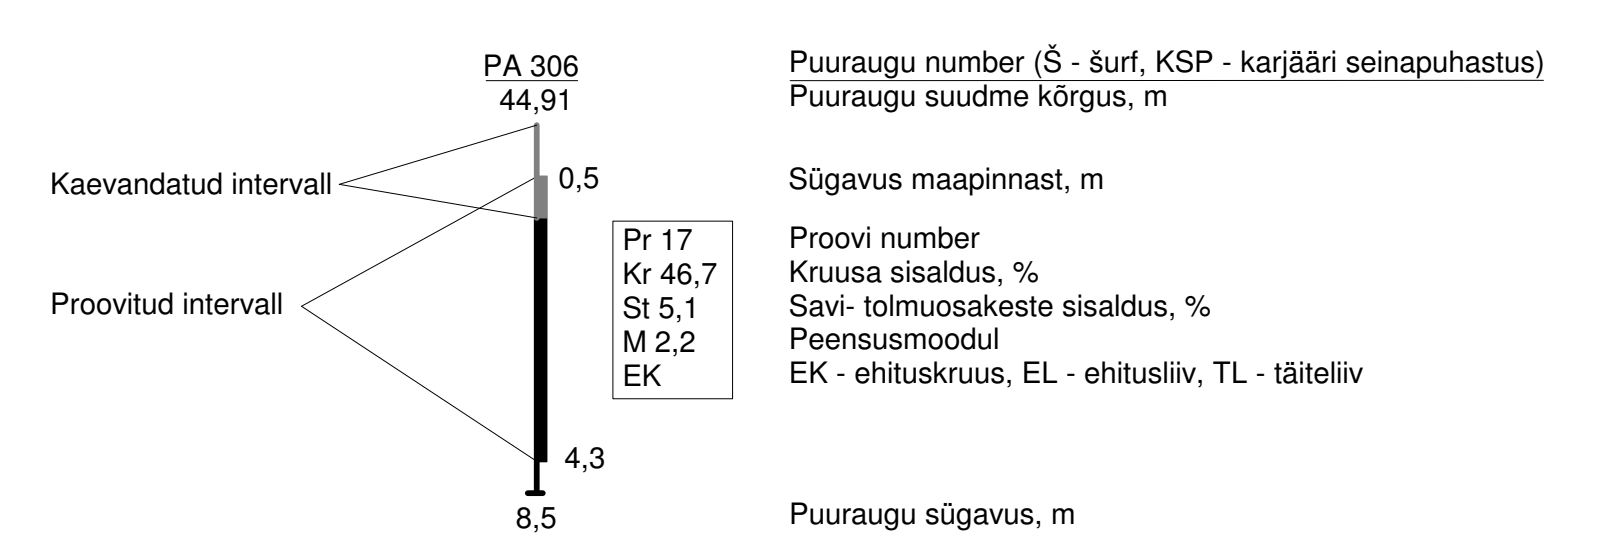 PA 306
Puuraugu number (Š - šurf, KSP - karjääri seinapuhastus)
44,91
Puuraugu suudme kõrgus, m
Kaevandatud intervall
0,5
Sügavus maapinnast, m
Pr 17
Proovi number
Kr 46,7
Kruusa sisaldus, %
Proovitud intervall
St 5,1
Savi- tolmuosakeste sisaldus, %
M 2,2
Peensusmoodul
EK
EK - ehituskruus, EL - ehitusliiv, TL - täiteliiv
4,3
8,5
Puuraugu sügavus, m